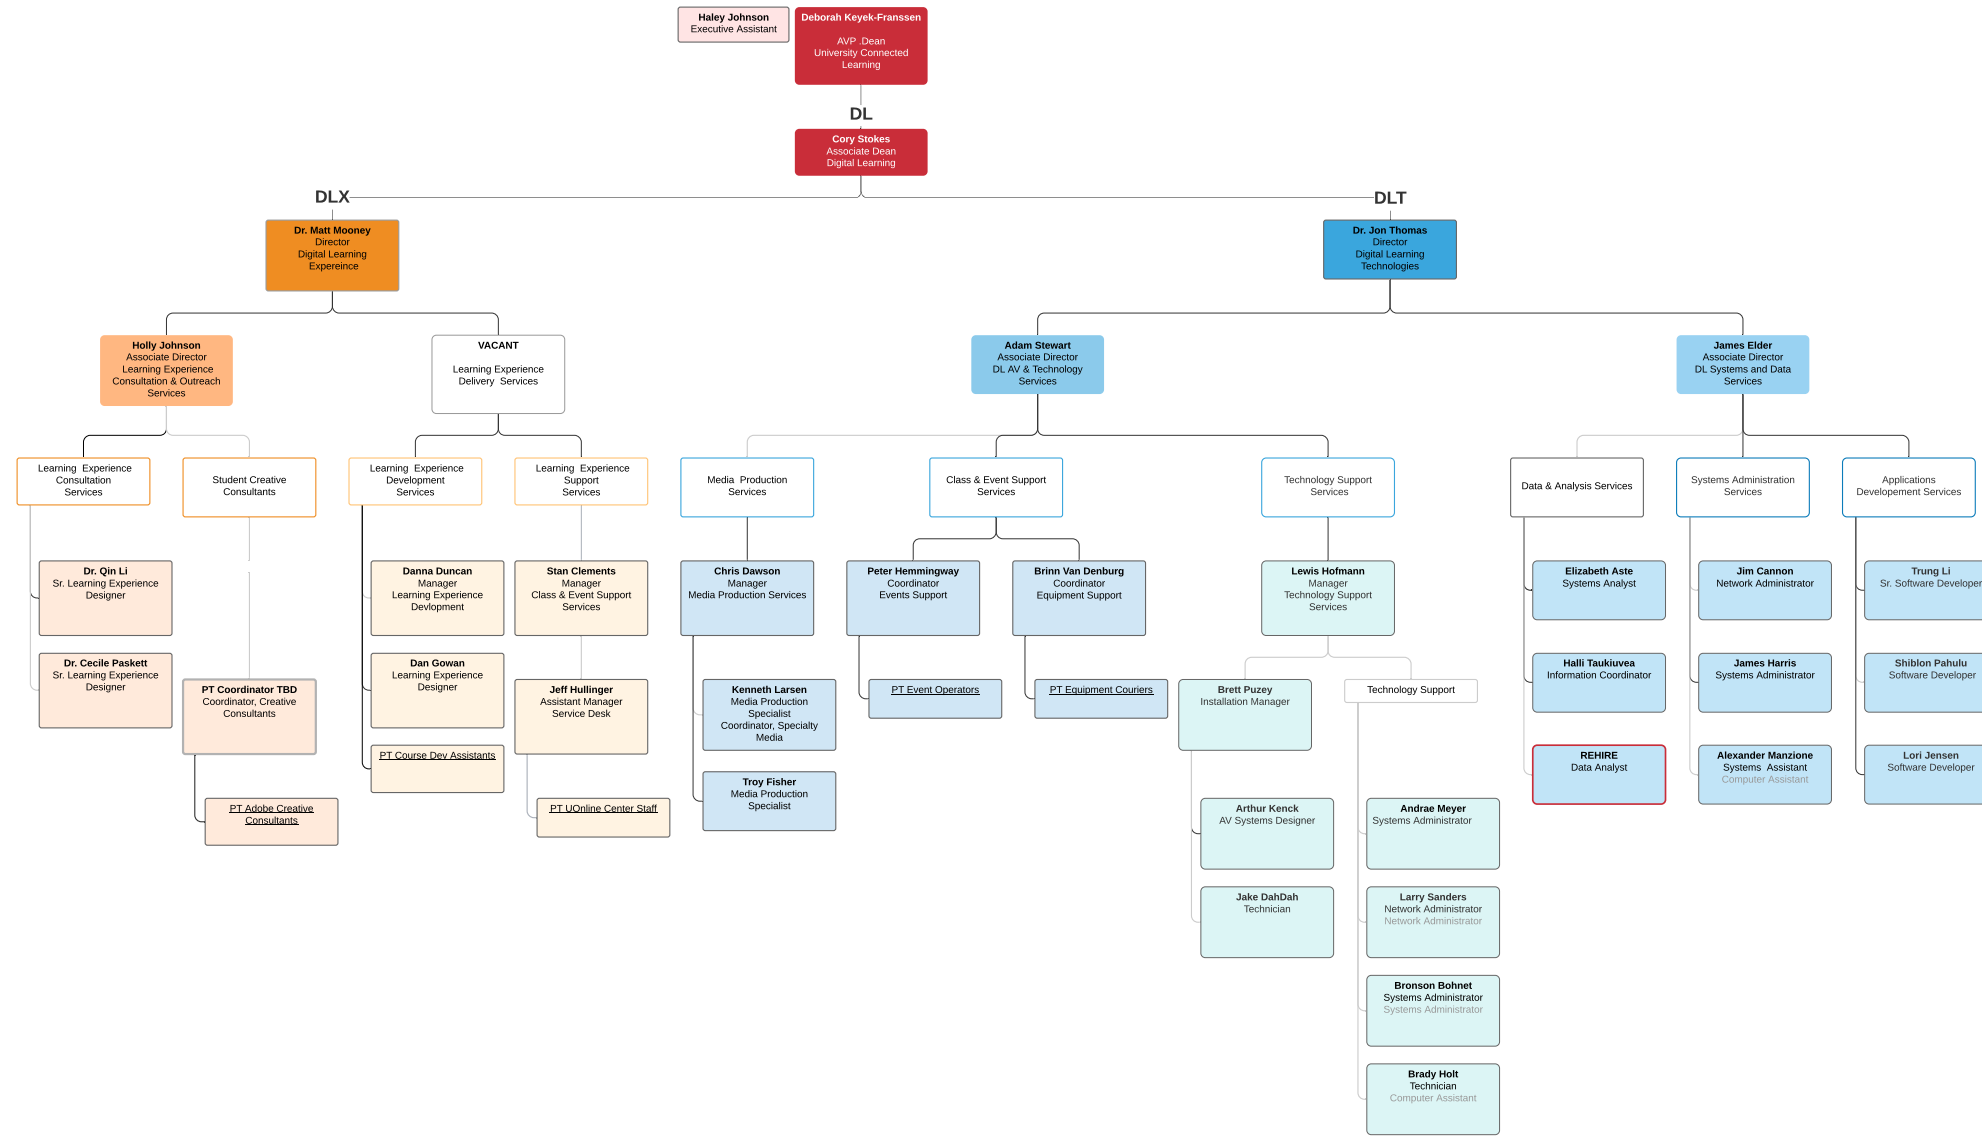 Haley Johnson
Executive Assistant
Deborah Keyek-Franssen
AVP .Dean
University Connected
Learning
DL
Cory Stokes
Associate Dean
Digital Learning
DLX
DLT
Dr. Matt Mooney
Director
Digital Learning
Expereince
Dr. Jon Thomas
Director
Digital Learning
Technologies
Holly Johnson
Associate Director
Learning Experience
Consultation & Outreach
Services
VACANT
Learning Experience
Delivery Services
Adam Stewart
Associate Director
DL AV & Technology
Services
James Elder
Associate Director
DL Systems and Data
Services
Learning Experience
Consultation
Services
Student Creative
Consultants
Learning Experience
Development
Services
Learning Experience
Support
Services
Media Production
Services
Class & Event Support
Services
Technology Support
Services
Data & Analysis Services
Systems Administration
Services
Applications
Developement Services
Dr. Qin Li
Sr. Learning Experience
Designer
Danna Duncan
Manager
Learning Experience
Devlopment
Stan Clements
Manager
Class & Event Support
Services
Chris Dawson
Manager
Media Production Services
Peter Hemmingway
Coordinator
Events Support
Brinn Van Denburg
Coordinator
Equipment Support
Lewis Hofmann
Manager
Technology Support
Services
Elizabeth Aste
Systems Analyst
Jim Cannon
Network Administrator
Trung Li
Sr. Software Developer
Dr. Cecile Paskett
Sr. Learning Experience
Designer
PT Coordinator TBD
Coordinator, Creative
Consultants
Dan Gowan
Learning Experience
Designer
Jeff Hullinger
Assistant Manager
Service Desk
Kenneth Larsen
Media Production
Specialist
Coordinator, Specialty
Media
PT Event Operators
PT Equipment Couriers
Brett Puzey
Installation Manager
Technology Support
Halli Taukiuvea
Information Coordinator
James Harris
Systems Administrator
Shiblon Pahulu
Software Developer
PT Course Dev Assistants
Troy Fisher
Media Production
Specialist
REHIRE
Data Analyst
Alexander Manzione
Systems Assistant
Computer Assistant
Lori Jensen
Software Developer
PT Adobe Creative
Consultants
PT UOnline Center Staff
Arthur Kenck
AV Systems Designer
Andrae Meyer
Systems Administrator
Jake DahDah
Technician
Larry Sanders
Network Administrator
Network Administrator
Bronson Bohnet
Systems Administrator
Systems Administrator
Brady Holt
Technician
Computer Assistant